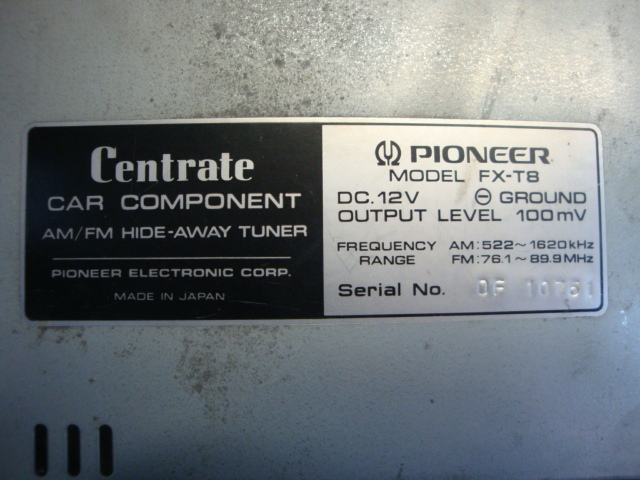 Centrate
CAR COMPONENT
AM/FM HIDE-AWAY TUNER
PIONEER ELECTRONIC CORP.
MADE IN JAPAN
PIONEER
MODEL FX-T8
DC.12V ⊖ GROUND
OUTPUT LEVEL 100mV
FREQUENCY RANGE AM:522~1620kHz
FM:76.1~89.9MHz
Serial No.